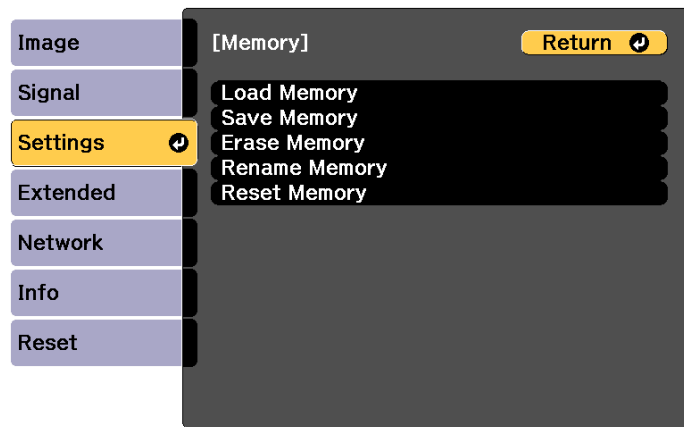 Image
Signal
Settings
Extended
Network
Info
Reset
[Memory]
Return
Load Memory
Save Memory
Erase Memory
Rename Memory
Reset Memory